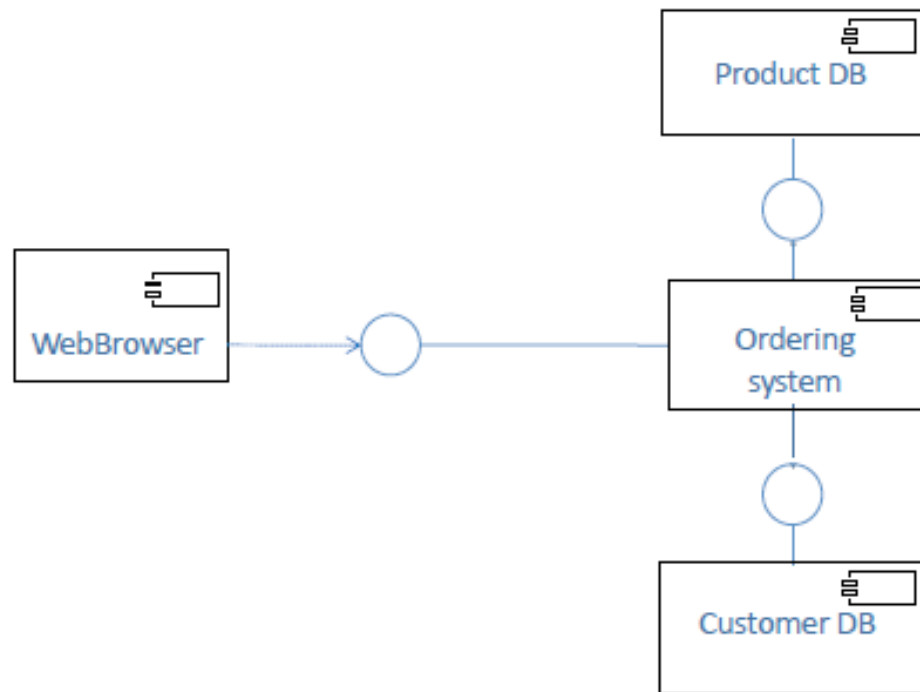 Product DB
WebBrowser
Ordering
system
Customer DB